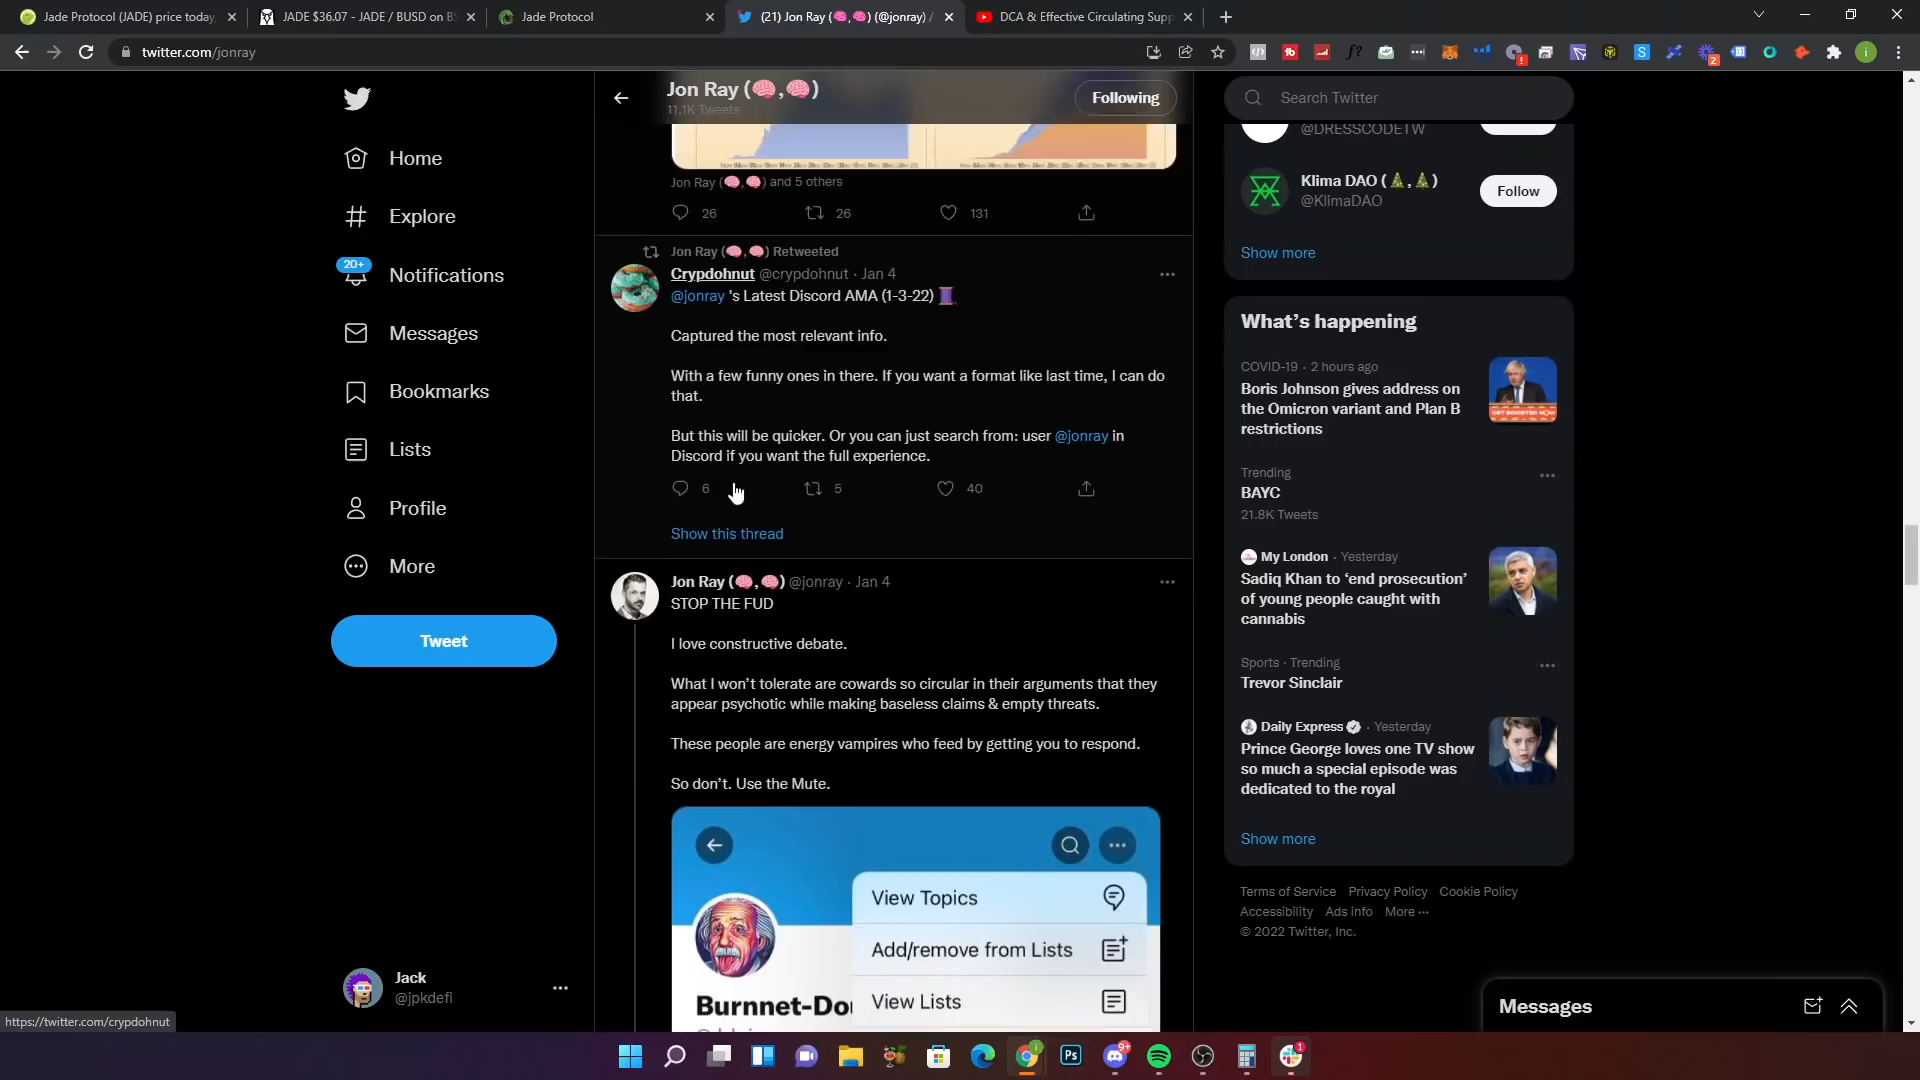 Jade Protocol (JADE) price today,
JADE $36.07 - JADE / BUSD on BS
Jade Protocol
(21) Jon Ray (🧠,🧠) (@jonray) /
DCA & Effective Circulating Supp
twitter.com/jonray
Home
Explore
20+
Notifications
Messages
Bookmarks
Lists
Profile
More
Tweet
Jack
@jpkdefi
https://twitter.com/crypdohnut
Jon Ray (🧠,🧠)
11.1K Tweets
Following
Jon Ray (🧠,🧠) and 5 others
26 26 131
Jon Ray (🧠,🧠) Retweeted
Crypdohnut @crypdohnut · Jan 4
@jonray 's Latest Discord AMA (1-3-22) 🧵
Captured the most relevant info.
With a few funny ones in there. If you want a format like last time, I can do
that.
But this will be quicker. Or you can just search from: user @jonray in
Discord if you want the full experience.
6 5 40
Show this thread
Jon Ray (🧠,🧠) @jonray · Jan 4
STOP THE FUD
I love constructive debate.
What I won't tolerate are cowards so circular in their arguments that they
appear psychotic while making baseless claims & empty threats.
These people are energy vampires who feed by getting you to respond.
So don't. Use the Mute.
View Topics
Add/remove from Lists
View Lists
Burnnet-Do
Search Twitter
@DRESSCODETW
Klima DAO (🌲,🌲)
@KlimaDAO
Follow
Show more
What's happening
COVID-19 · 2 hours ago
Boris Johnson gives address on
the Omicron variant and Plan B
restrictions
GET BOOSTED NOW
Trending
BAYC
21.8K Tweets
My London · Yesterday
Sadiq Khan to 'end prosecution'
of young people caught with
cannabis
Sports · Trending
Trevor Sinclair
Daily Express · Yesterday
Prince George loves one TV show
so much a special episode was
dedicated to the royal
Show more
Terms of Service Privacy Policy Cookie Policy
Accessibility Ads info More ···
© 2022 Twitter, Inc.
Messages